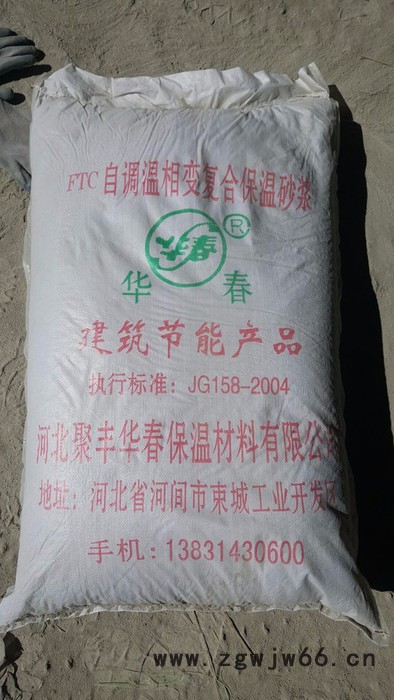 FTC自调温相变复合保温砂浆
®
华春
建筑节能产品
执行标准：JG158-2004
河北聚丰华春保温材料有限公司
地址：河北省河间市束城工业开发区
手机：13831430600
www.zgwjw66.cn